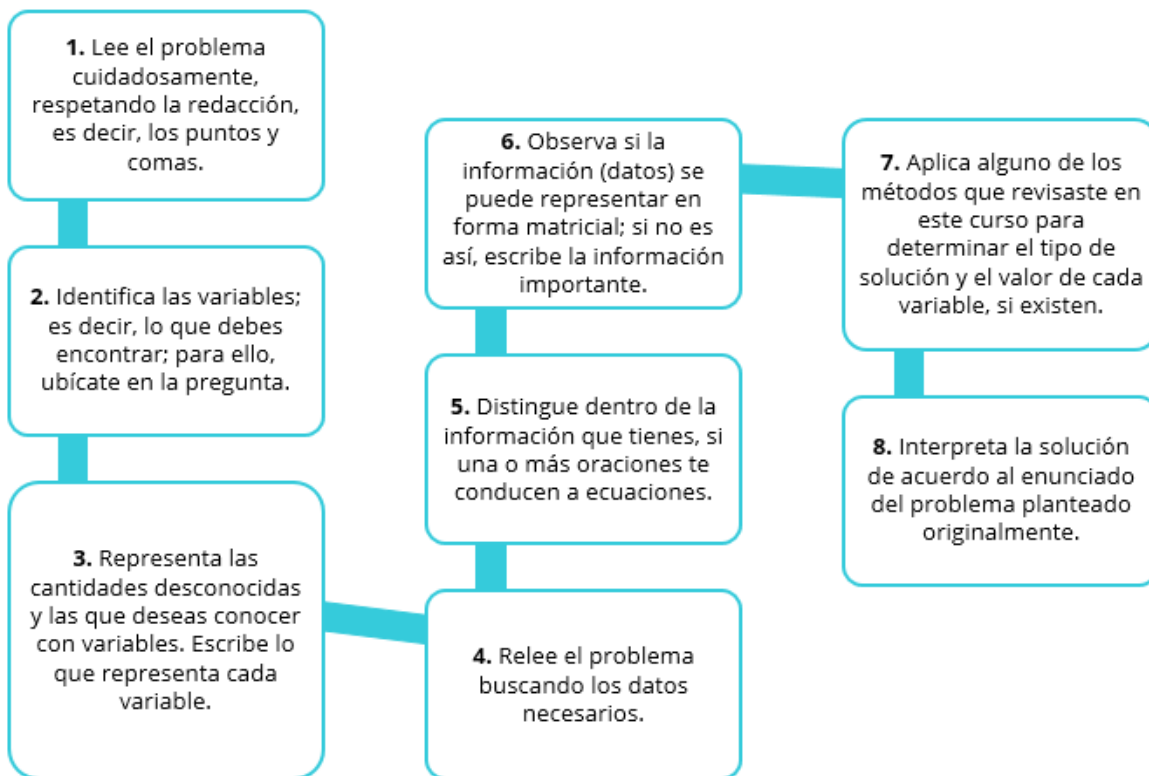 1. Lee el problema
cuidadosamente,
respetando la redacción,
es decir, los puntos y
comas.
2. Identifica las variables;
es decir, lo que debes
encontrar; para ello,
ubícate en la pregunta.
3. Representa las
cantidades desconocidas
y las que deseas conocer
con variables. Escribe lo
que representa cada
variable.
4. Relee el problema
buscando los datos
necesarios.
5. Distingue dentro de la
información que tienes, si
una o más oraciones te
conducen a ecuaciones.
6. Observa si la
información (datos) se
puede representar en
forma matricial; si no es
así, escribe la información
importante.
7. Aplica alguno de los
métodos que revisaste en
este curso para
determinar el tipo de
solución y el valor de cada
variable, si existen.
8. Interpreta la solución
de acuerdo al enunciado
del problema planteado
originalmente.